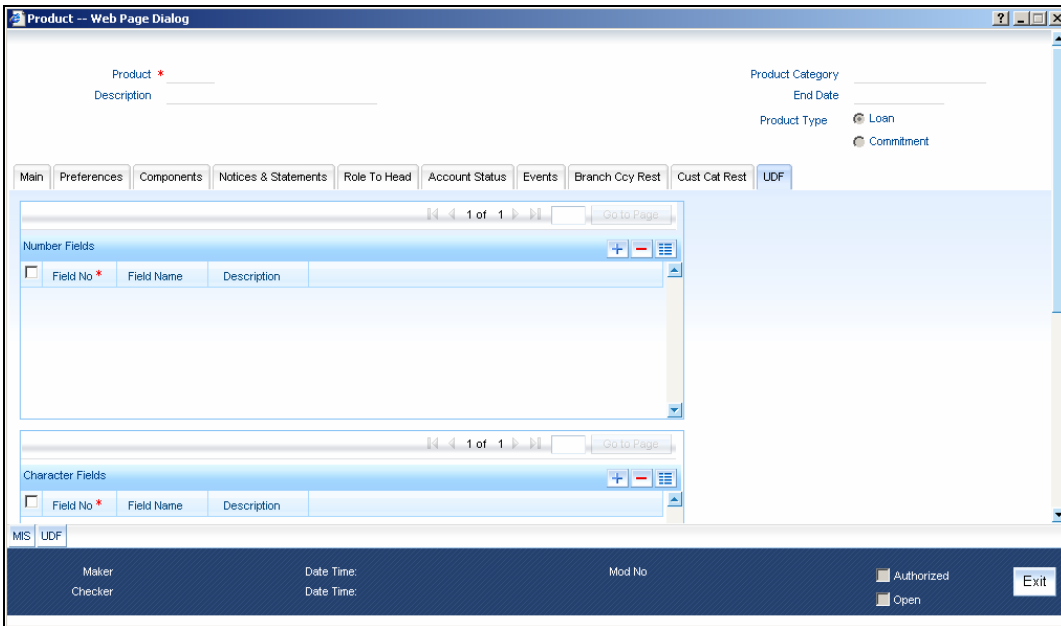 Product -- Web Page Dialog
Product *
Product Category
Description
End Date
Product Type
Loan
Commitment
Main Preferences Components Notices & Statements Role To Head Account Status Events Branch Ccy Rest Cust Cat Rest UDF
1 of 1 Go to Page
Number Fields
Field No * Field Name Description
1 of 1 Go to Page
Character Fields
Field No * Field Name Description
MIS UDF
Maker Date Time: Mod No
Authorized
Checker Date Time:
Open
Exit